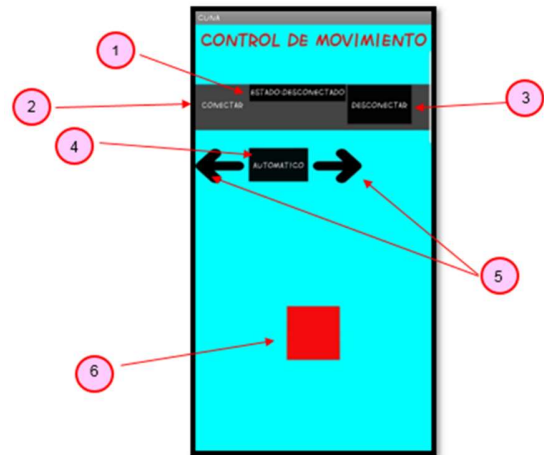 CUNA
CONTROL DE MOVIMIENTO
1
ESTADO:DESCONECTADO
2
CONECTAR
DESCONECTAR
3
4
AUTOMATICO
5
6